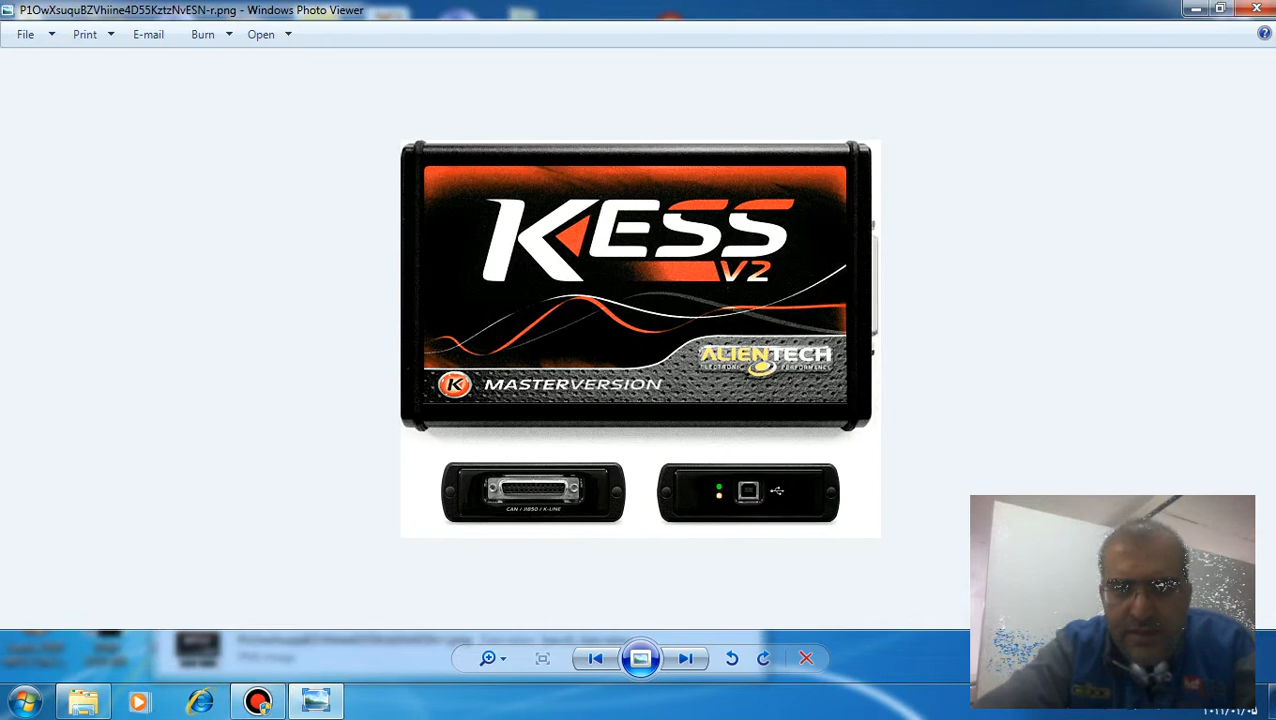 P1OwXsuquBZVhiine4D55KztzNvESN-r.png - Windows Photo Viewer
File Print E-mail Burn Open
KESS
V2
ALIENTECH
ELECTRONIC PERFORMANCE
K MASTERVERSION
CAN / J1850 / K-LINE